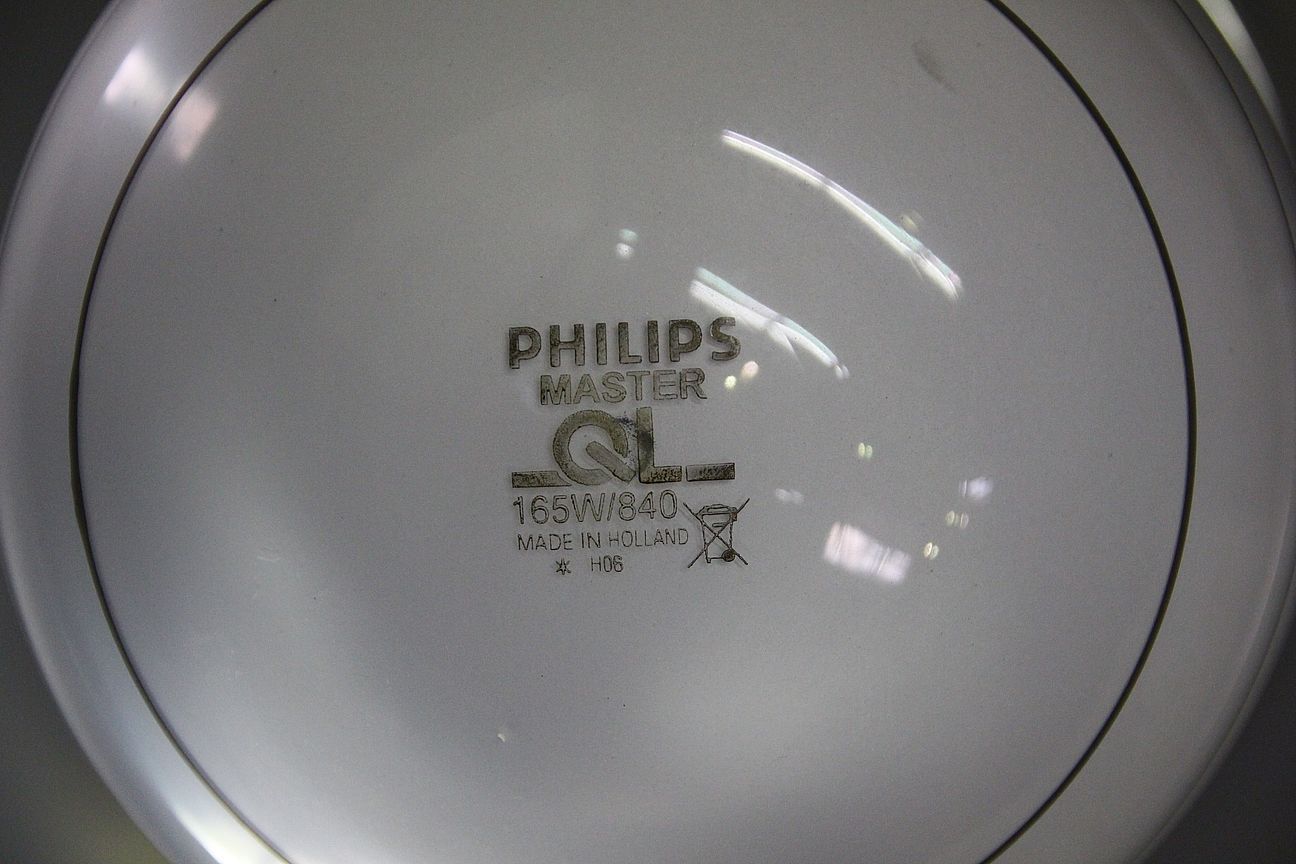 PHILIPS
MASTER
QL
165W/840
MADE IN HOLLAND
H06